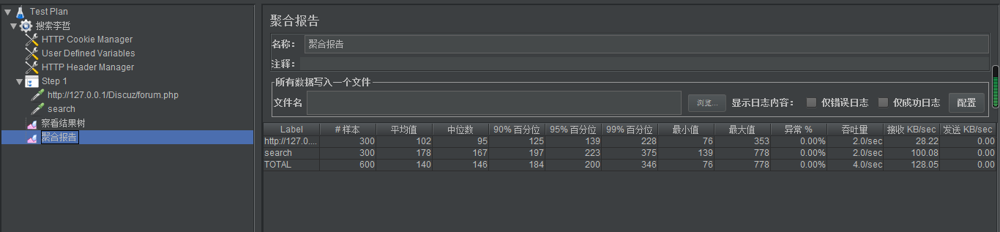 Test Plan
搜索李哲
HTTP Cookie Manager
User Defined Variables
HTTP Header Manager
Step 1
http://127.0.0.1/Discuz/forum.php
search
察看结果树
聚合报告
聚合报告
名称： 聚合报告
注释：
所有数据写入一个文件
文件名 浏览... 显示日志内容： 仅错误日志 仅成功日志 配置
Label # 样本 平均值 中位数 90% 百分位 95% 百分位 99% 百分位 最小值 最大值 异常 % 吞吐量 接收 KB/sec 发送 KB/sec
http://127.0.... 300 102 95 125 139 228 76 353 0.00% 2.0/sec 28.22 0.00
search 300 178 167 197 223 375 139 778 0.00% 2.0/sec 100.08 0.00
TOTAL 600 140 146 184 200 346 76 778 0.00% 4.0/sec 128.05 0.00